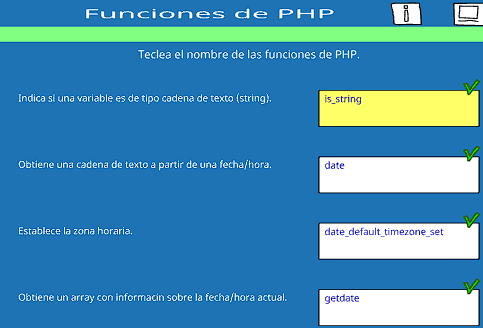 Funciones de PHP
Teclea el nombre de las funciones de PHP.
Indica si una variable es de tipo cadena de texto (string).
is_string
Obtiene una cadena de texto a partir de una fecha/hora.
date
Establece la zona horaria.
date_default_timezone_set
Obtiene un array con informacin sobre la fecha/hora actual.
getdate